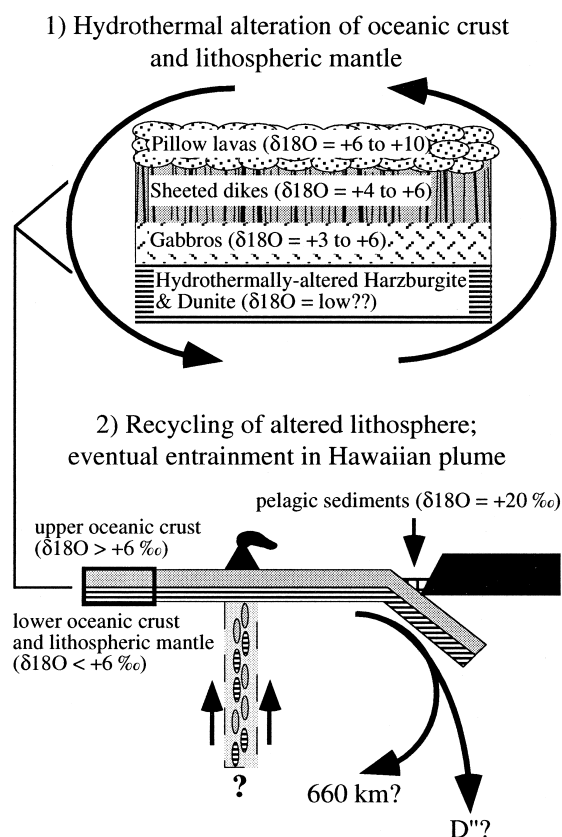 1) Hydrothermal alteration of oceanic crust
and lithospheric mantle
Pillow lavas (δ18O = +6 to +10)
Sheeted dikes (δ18O = +4 to +6)
Gabbros (δ18O = +3 to +6)
Hydrothermally-altered Harzburgite
& Dunite (δ18O = low??)
2) Recycling of altered lithosphere;
eventual entrainment in Hawaiian plume
pelagic sediments (δ18O = +20 ‰)
upper oceanic crust
(δ18O > +6 ‰)
lower oceanic crust
and lithospheric mantle
(δ18O < +6 ‰)
?
660 km?
D"?